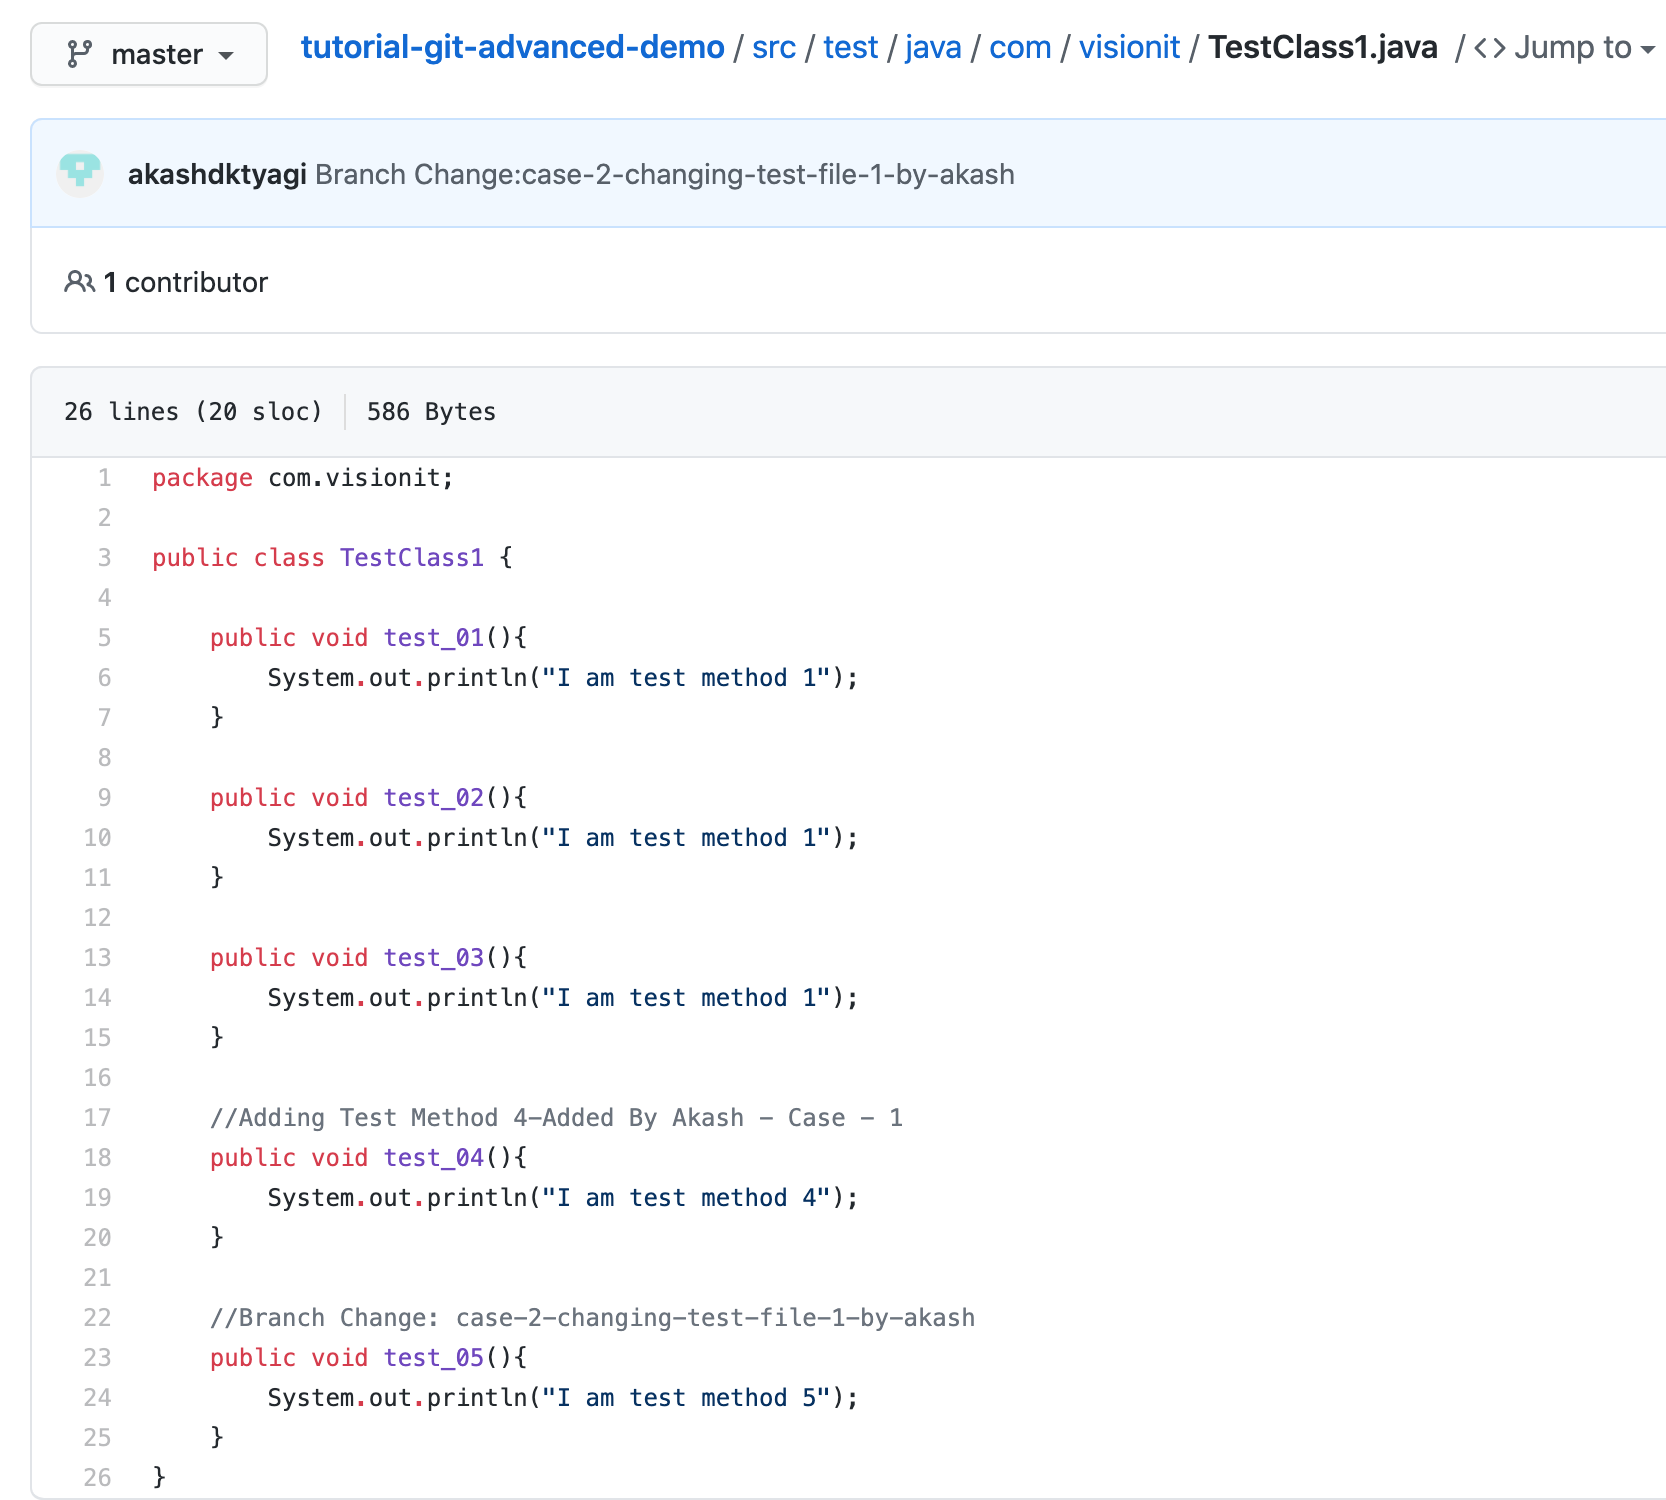 master
tutorial-git-advanced-demo / src / test / java / com / visionit / TestClass1.java / <> Jump to
akashdktyagi Branch Change:case-2-changing-test-file-1-by-akash
1 contributor
26 lines (20 sloc) 586 Bytes
1 package com.visionit;
2
3 public class TestClass1 {
4
5     public void test_01(){
6         System.out.println("I am test method 1");
7     }
8
9     public void test_02(){
10         System.out.println("I am test method 1");
11     }
12
13     public void test_03(){
14         System.out.println("I am test method 1");
15     }
16
17     //Adding Test Method 4-Added By Akash - Case - 1
18     public void test_04(){
19         System.out.println("I am test method 4");
20     }
21
22     //Branch Change: case-2-changing-test-file-1-by-akash
23     public void test_05(){
24         System.out.println("I am test method 5");
25     }
26 }